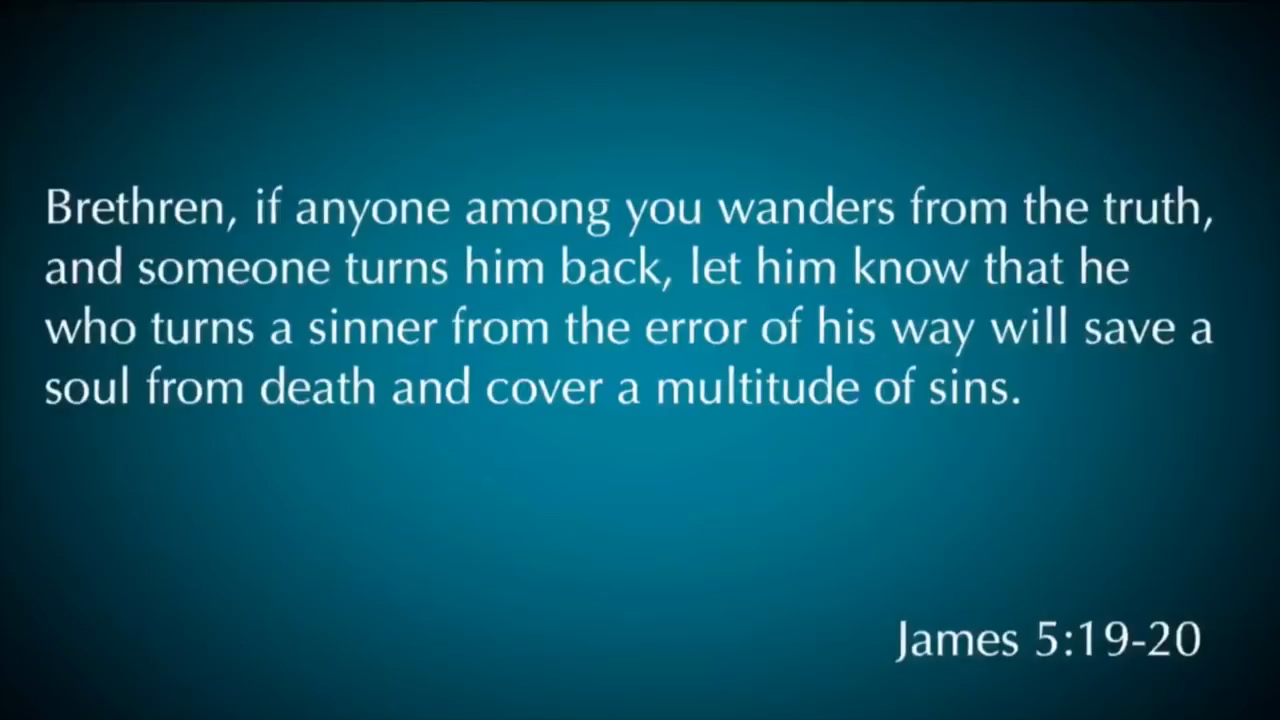 Brethren, if anyone among you wanders from the truth,
and someone turns him back, let him know that he
who turns a sinner from the error of his way will save a
soul from death and cover a multitude of sins.
James 5:19-20